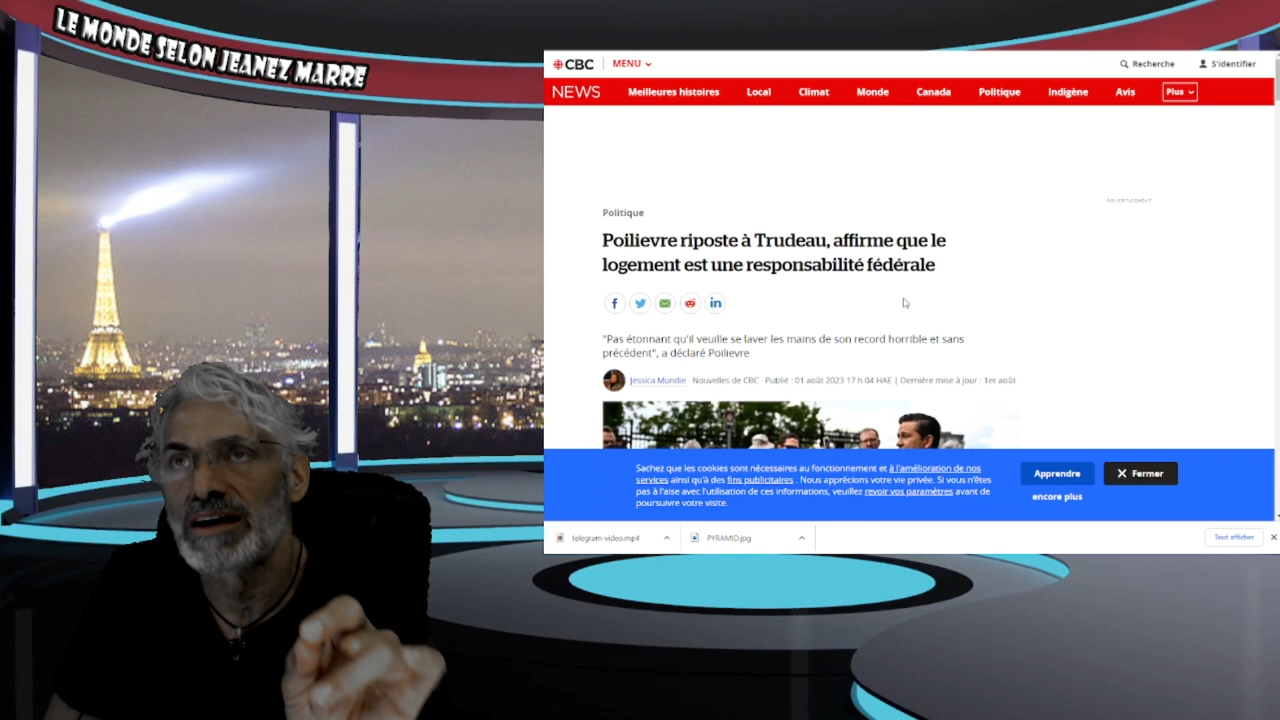 LE MONDE SELON JEANEZ MARRE
CBC MENU Recherche S'identifier
NEWS Meilleures histoires Local Climat Monde Canada Politique Indigène Avis Plus
ADVERTISEMENT
Politique
Poilievre riposte à Trudeau, affirme que le
logement est une responsabilité fédérale
"Pas étonnant qu'il veuille se laver les mains de son record horrible et sans
précédent", a déclaré Poilievre
Jessica Mundie · Nouvelles de CBC · Publié : 01 août 2023 17 h 04 HAE | Dernière mise à jour : 1er août
Sachez que les cookies sont nécessaires au fonctionnement et à l'amélioration de nos
services ainsi qu'à des fins publicitaires . Nous apprécions votre vie privée. Si vous n'êtes
pas à l'aise avec l'utilisation de ces informations, veuillez revoir vos paramètres avant de
poursuivre votre visite.
Apprendre
encore plus
Fermer
telegram-video.mp4 PYRAMID.jpg Tout afficher